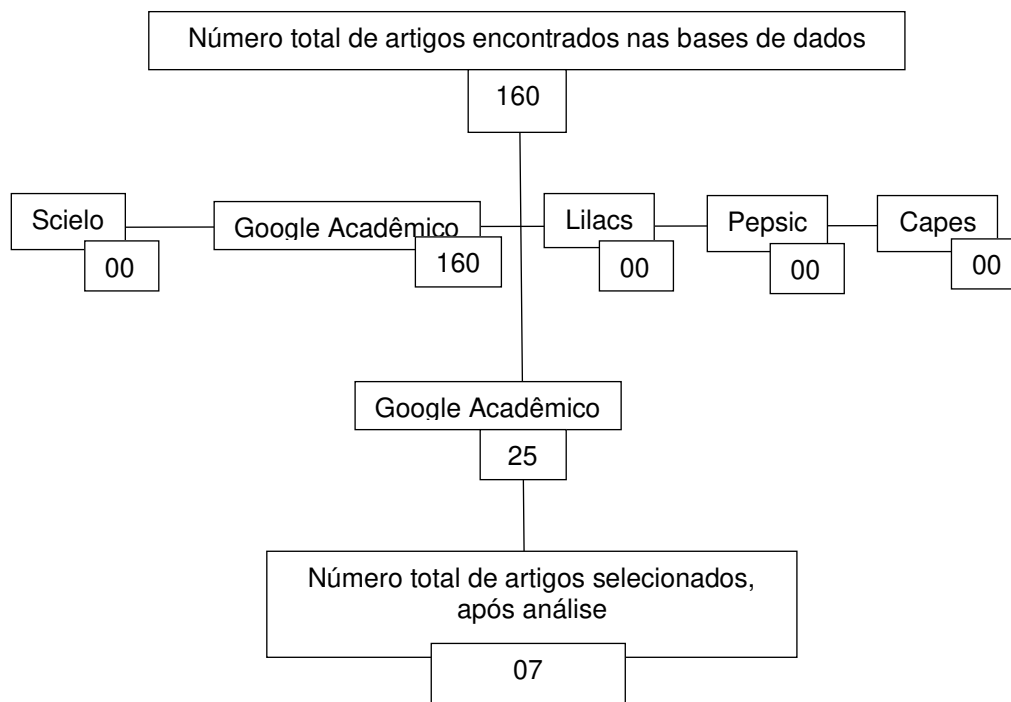 Número total de artigos encontrados nas bases de dados
160
Scielo
00
Google Acadêmico
160
Lilacs
00
Pepsic
00
Capes
00
Google Acadêmico
25
Número total de artigos selecionados,
após análise
07